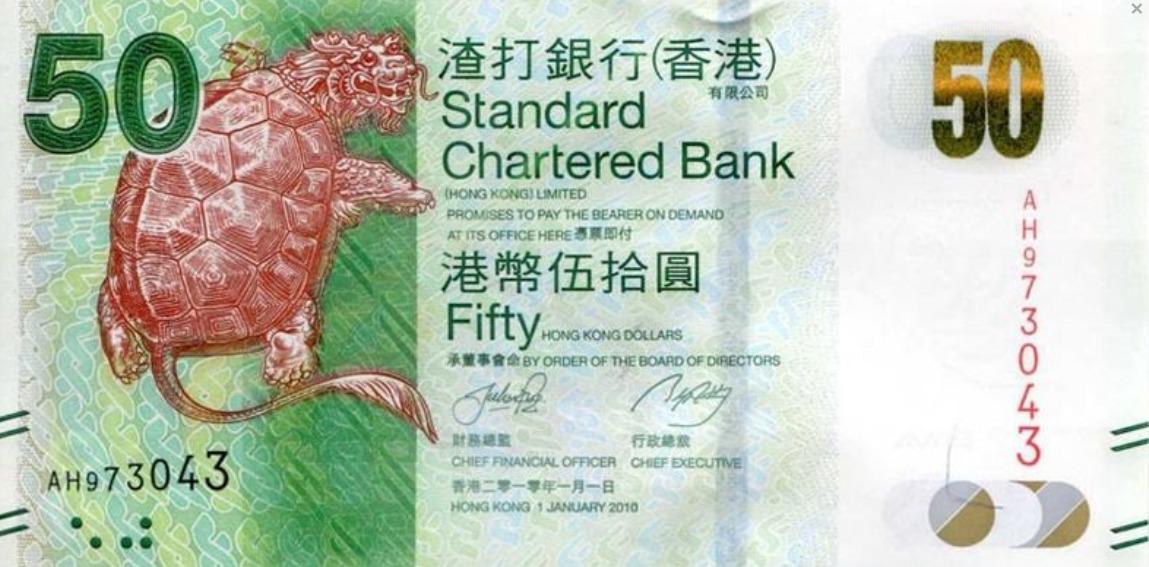 50
渣打銀行(香港)
有限公司
Standard
Chartered Bank
(HONG KONG) LIMITED
PROMISES TO PAY THE BEARER ON DEMAND
AT ITS OFFICE HERE 憑票即付
港幣伍拾圓
Fifty HONG KONG DOLLARS
承董事會命 BY ORDER OF THE BOARD OF DIRECTORS
財務總監 行政總裁
CHIEF FINANCIAL OFFICER CHIEF EXECUTIVE
香港二零一零年一月一日
HONG KONG 1 JANUARY 2010
AH973043
50
AH973043